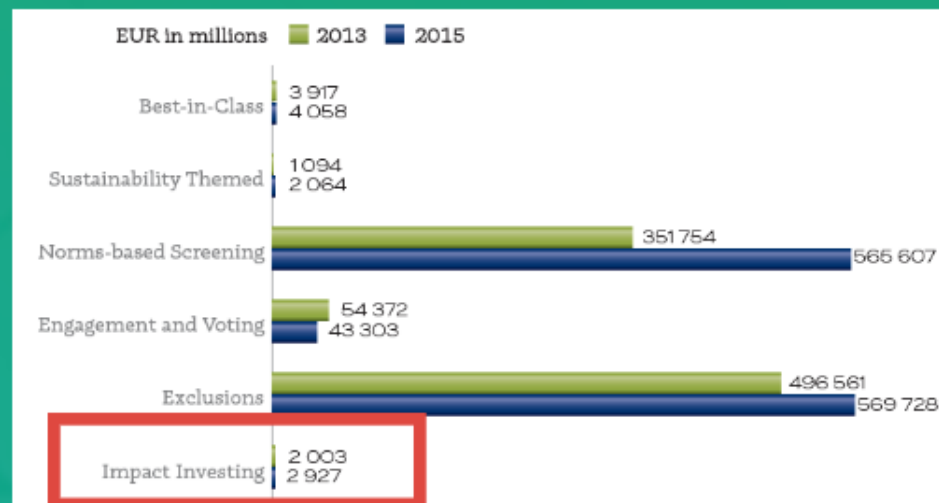 EUR in millions 2013 2015
Best-in-Class
3 917
4 058
Sustainability Themed
1 094
2 064
Norms-based Screening
351 754
565 607
Engagement and Voting
54 372
43 303
Exclusions
496 561
569 728
Impact Investing
2 003
2 927